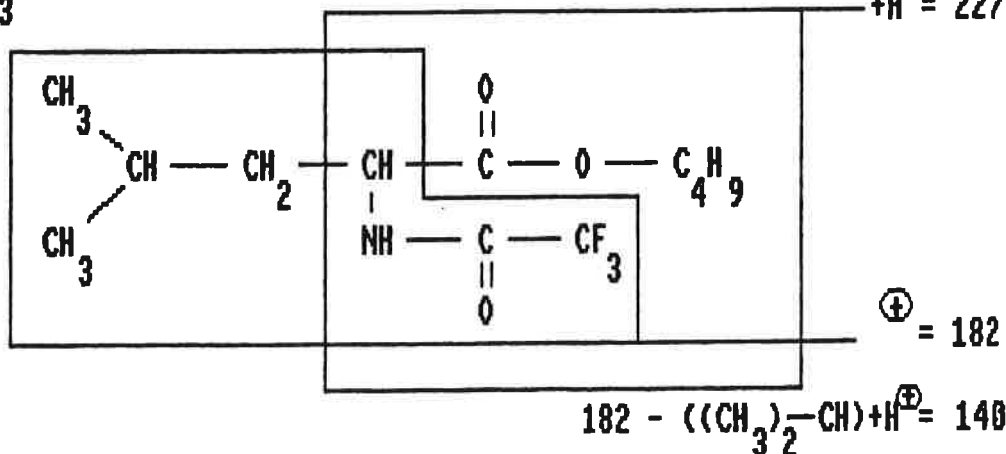 3
+H = 227
CH3 O
||
CH — CH2 — CH — C — O — C4H9
|
CH3 NH — C — CF3
||
O
⊕ = 182
182 - ((CH3)2—CH)+H⊕= 140